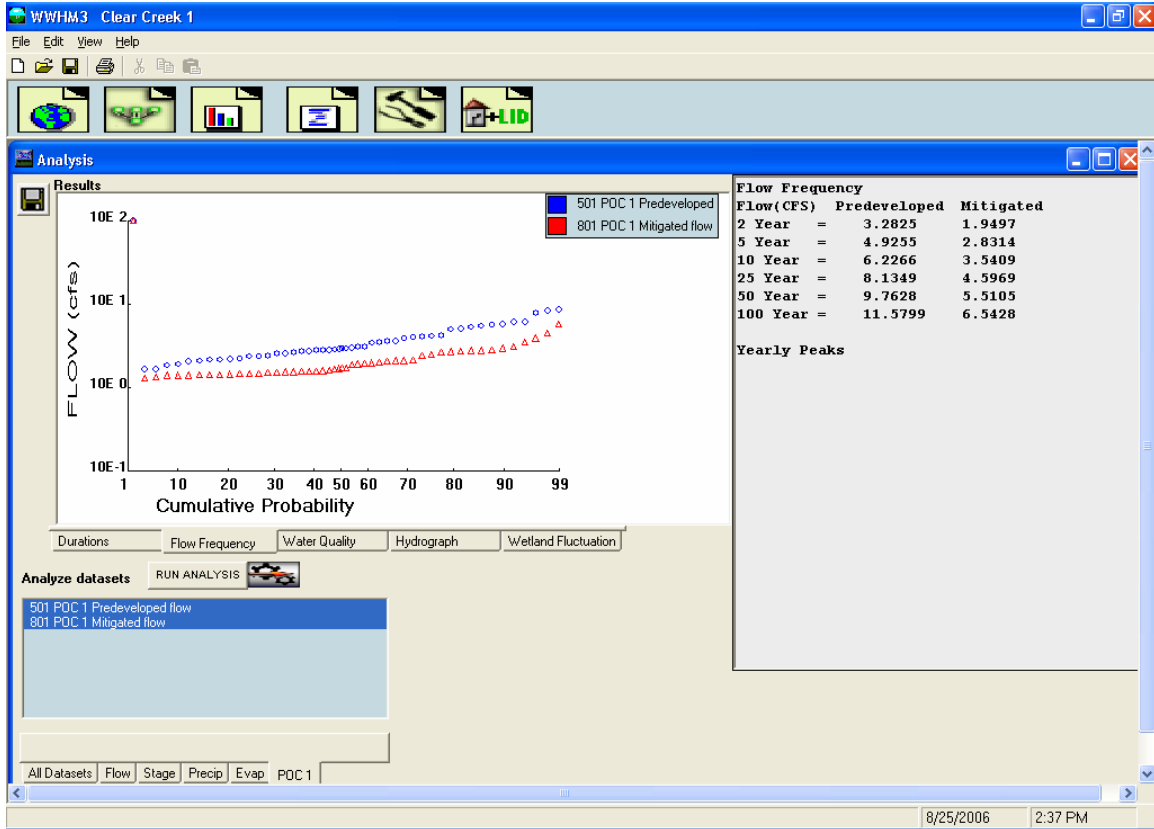 WWHM3 Clear Creek 1
File Edit View Help
+LID
Analysis
Results
501 POC 1 Predeveloped
801 POC 1 Mitigated flow
10E 2
10E 1
10E 0
10E-1
FLOW (cfs)
1 10 20 30 40 50 60 70 80 90 99
Cumulative Probability
Durations Flow Frequency Water Quality Hydrograph Wetland Fluctuation
Analyze datasets RUN ANALYSIS
501 POC 1 Predeveloped flow
801 POC 1 Mitigated flow
All Datasets Flow Stage Precip Evap POC 1
Flow Frequency
Flow(CFS) Predeveloped Mitigated
2 Year = 3.2825 1.9497
5 Year = 4.9255 2.8314
10 Year = 6.2266 3.5409
25 Year = 8.1349 4.5969
50 Year = 9.7628 5.5105
100 Year = 11.5799 6.5428
Yearly Peaks
8/25/2006 2:37 PM